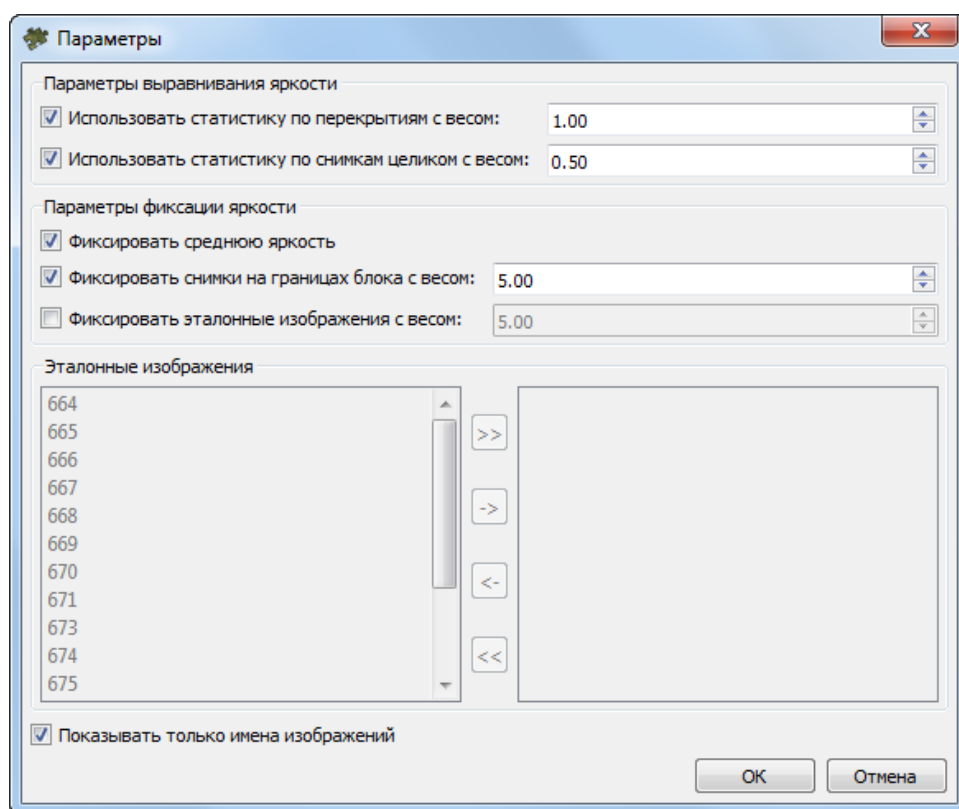 Параметры
Параметры выравнивания яркости
Использовать статистику по перекрытиям с весом: 1.00
Использовать статистику по снимкам целиком с весом: 0.50
Параметры фиксации яркости
Фиксировать среднюю яркость
Фиксировать снимки на границах блока с весом: 5.00
Фиксировать эталонные изображения с весом: 5.00
Эталонные изображения
664
665
666
667
668
669
670
671
673
674
675
>>
->
<-
<<
Показывать только имена изображений
OK Отмена